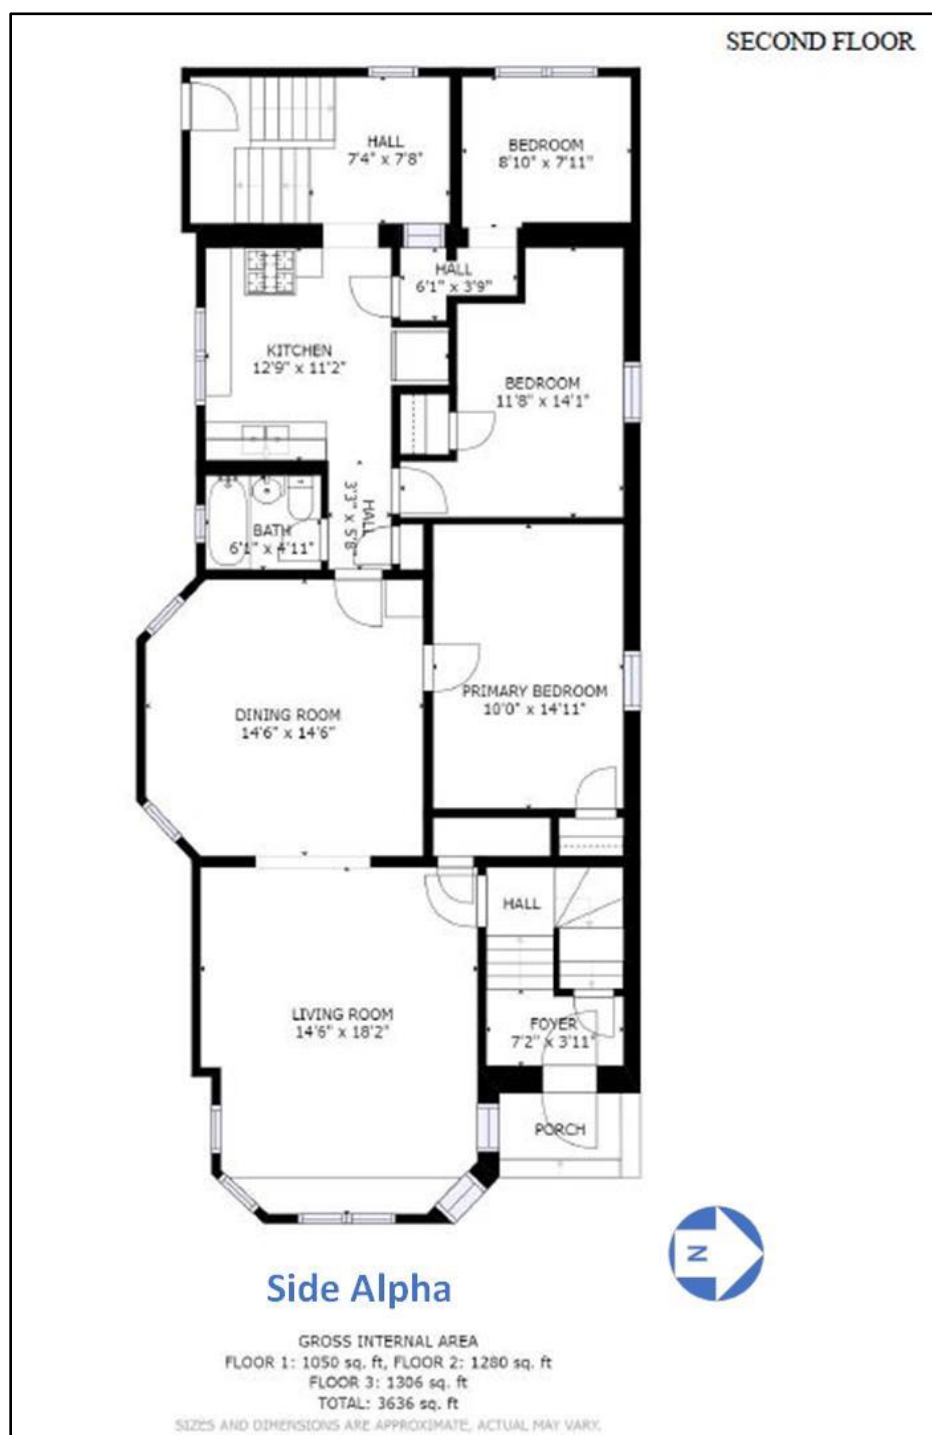 SECOND FLOOR
HALL
7'4" x 7'8"
BEDROOM
8'10" x 7'11"
HALL
6'1" x 3'9"
KITCHEN
12'9" x 11'2"
BEDROOM
11'8" x 14'1"
HALL
3'3" x 5'8"
BATH
6'1" x 4'11"
PRIMARY BEDROOM
10'0" x 14'11"
DINING ROOM
14'6" x 14'6"
HALL
LIVING ROOM
14'6" x 18'2"
FOYER
7'2" x 3'11"
PORCH
N
Side Alpha
GROSS INTERNAL AREA
FLOOR 1: 1050 sq. ft, FLOOR 2: 1280 sq. ft
FLOOR 3: 1306 sq. ft
TOTAL: 3636 sq. ft
SIZES AND DIMENSIONS ARE APPROXIMATE, ACTUAL MAY VARY.